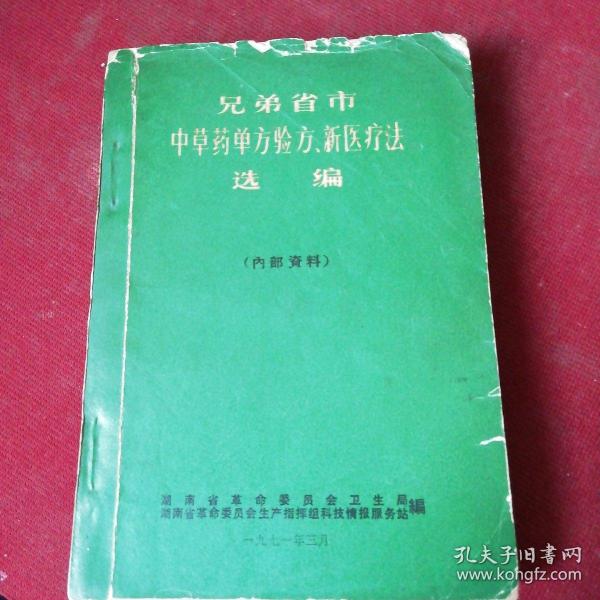 兄弟省市
中草药单方验方、新医疗法
选编
（內部資料）
湖南省革命委员会卫生局
湖南省革命委员会生产指挥组科技情报服务站
編
一九七一年三月
孔夫子旧书网
www.kongfz.com